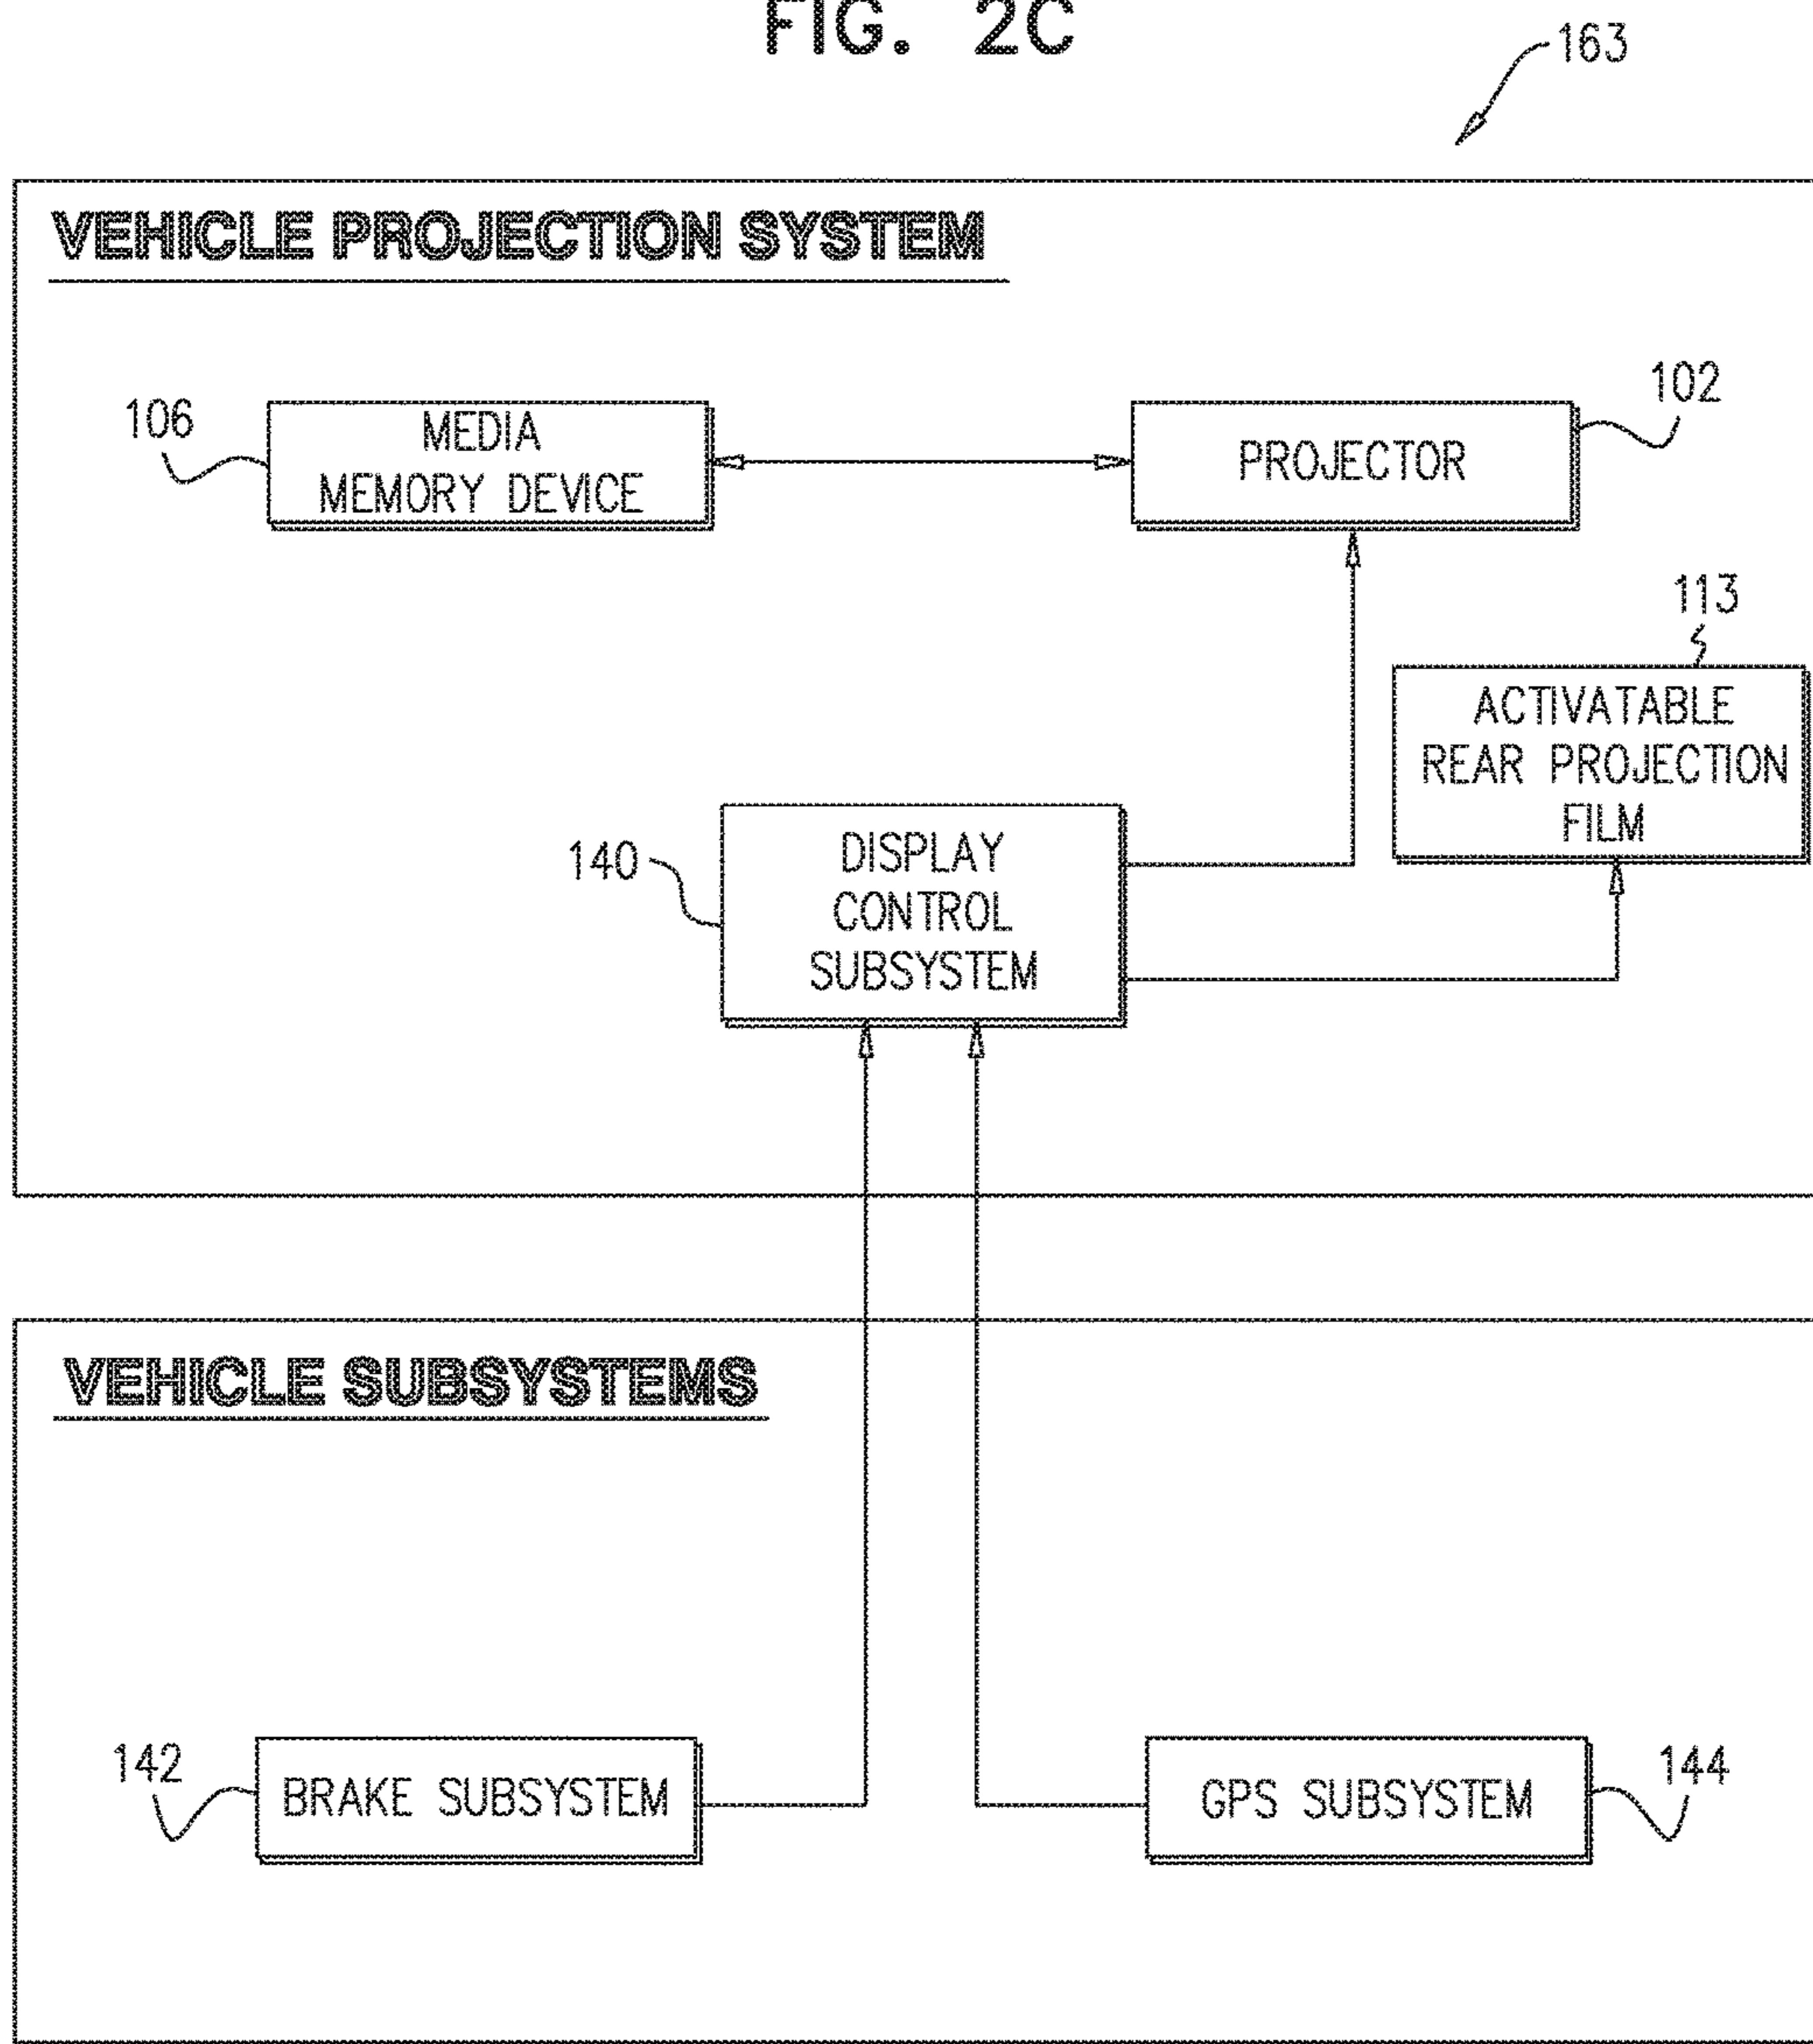 FIG. 2C
163
VEHICLE PROJECTION SYSTEM
106
MEDIA
MEMORY DEVICE
PROJECTOR
102
113
ACTIVATABLE
REAR PROJECTION
FILM
140
DISPLAY
CONTROL
SUBSYSTEM
VEHICLE SUBSYSTEMS
142
BRAKE SUBSYSTEM
GPS SUBSYSTEM
144